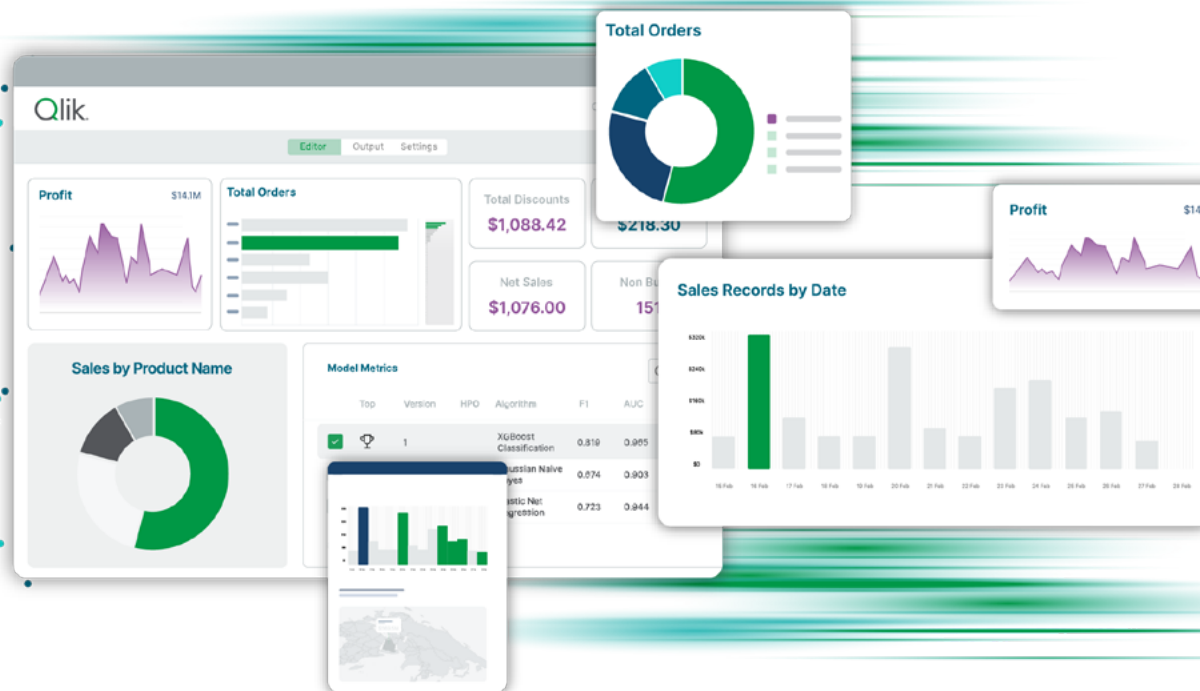 Total Orders
Qlik
Editor Output Settings
Profit $14.1M
Total Orders
Total Discounts
$1,088.42
$218.30
Net Sales
$1,076.00
Non Bu
151
Profit $14
Sales Records by Date
$320k
$240k
$160k
$80k
$0
15 Feb 16 Feb 17 Feb 18 Feb 19 Feb 20 Feb 21 Feb 22 Feb 23 Feb 24 Feb 25 Feb 26 Feb 27 Feb 28 Feb
Sales by Product Name
Model Metrics
Top Version HPO Algorithm F1 AUC
1 XGBoost
Classification 0.819 0.965
ussian Naive
yes 0.674 0.903
astic Net
gression 0.723 0.944